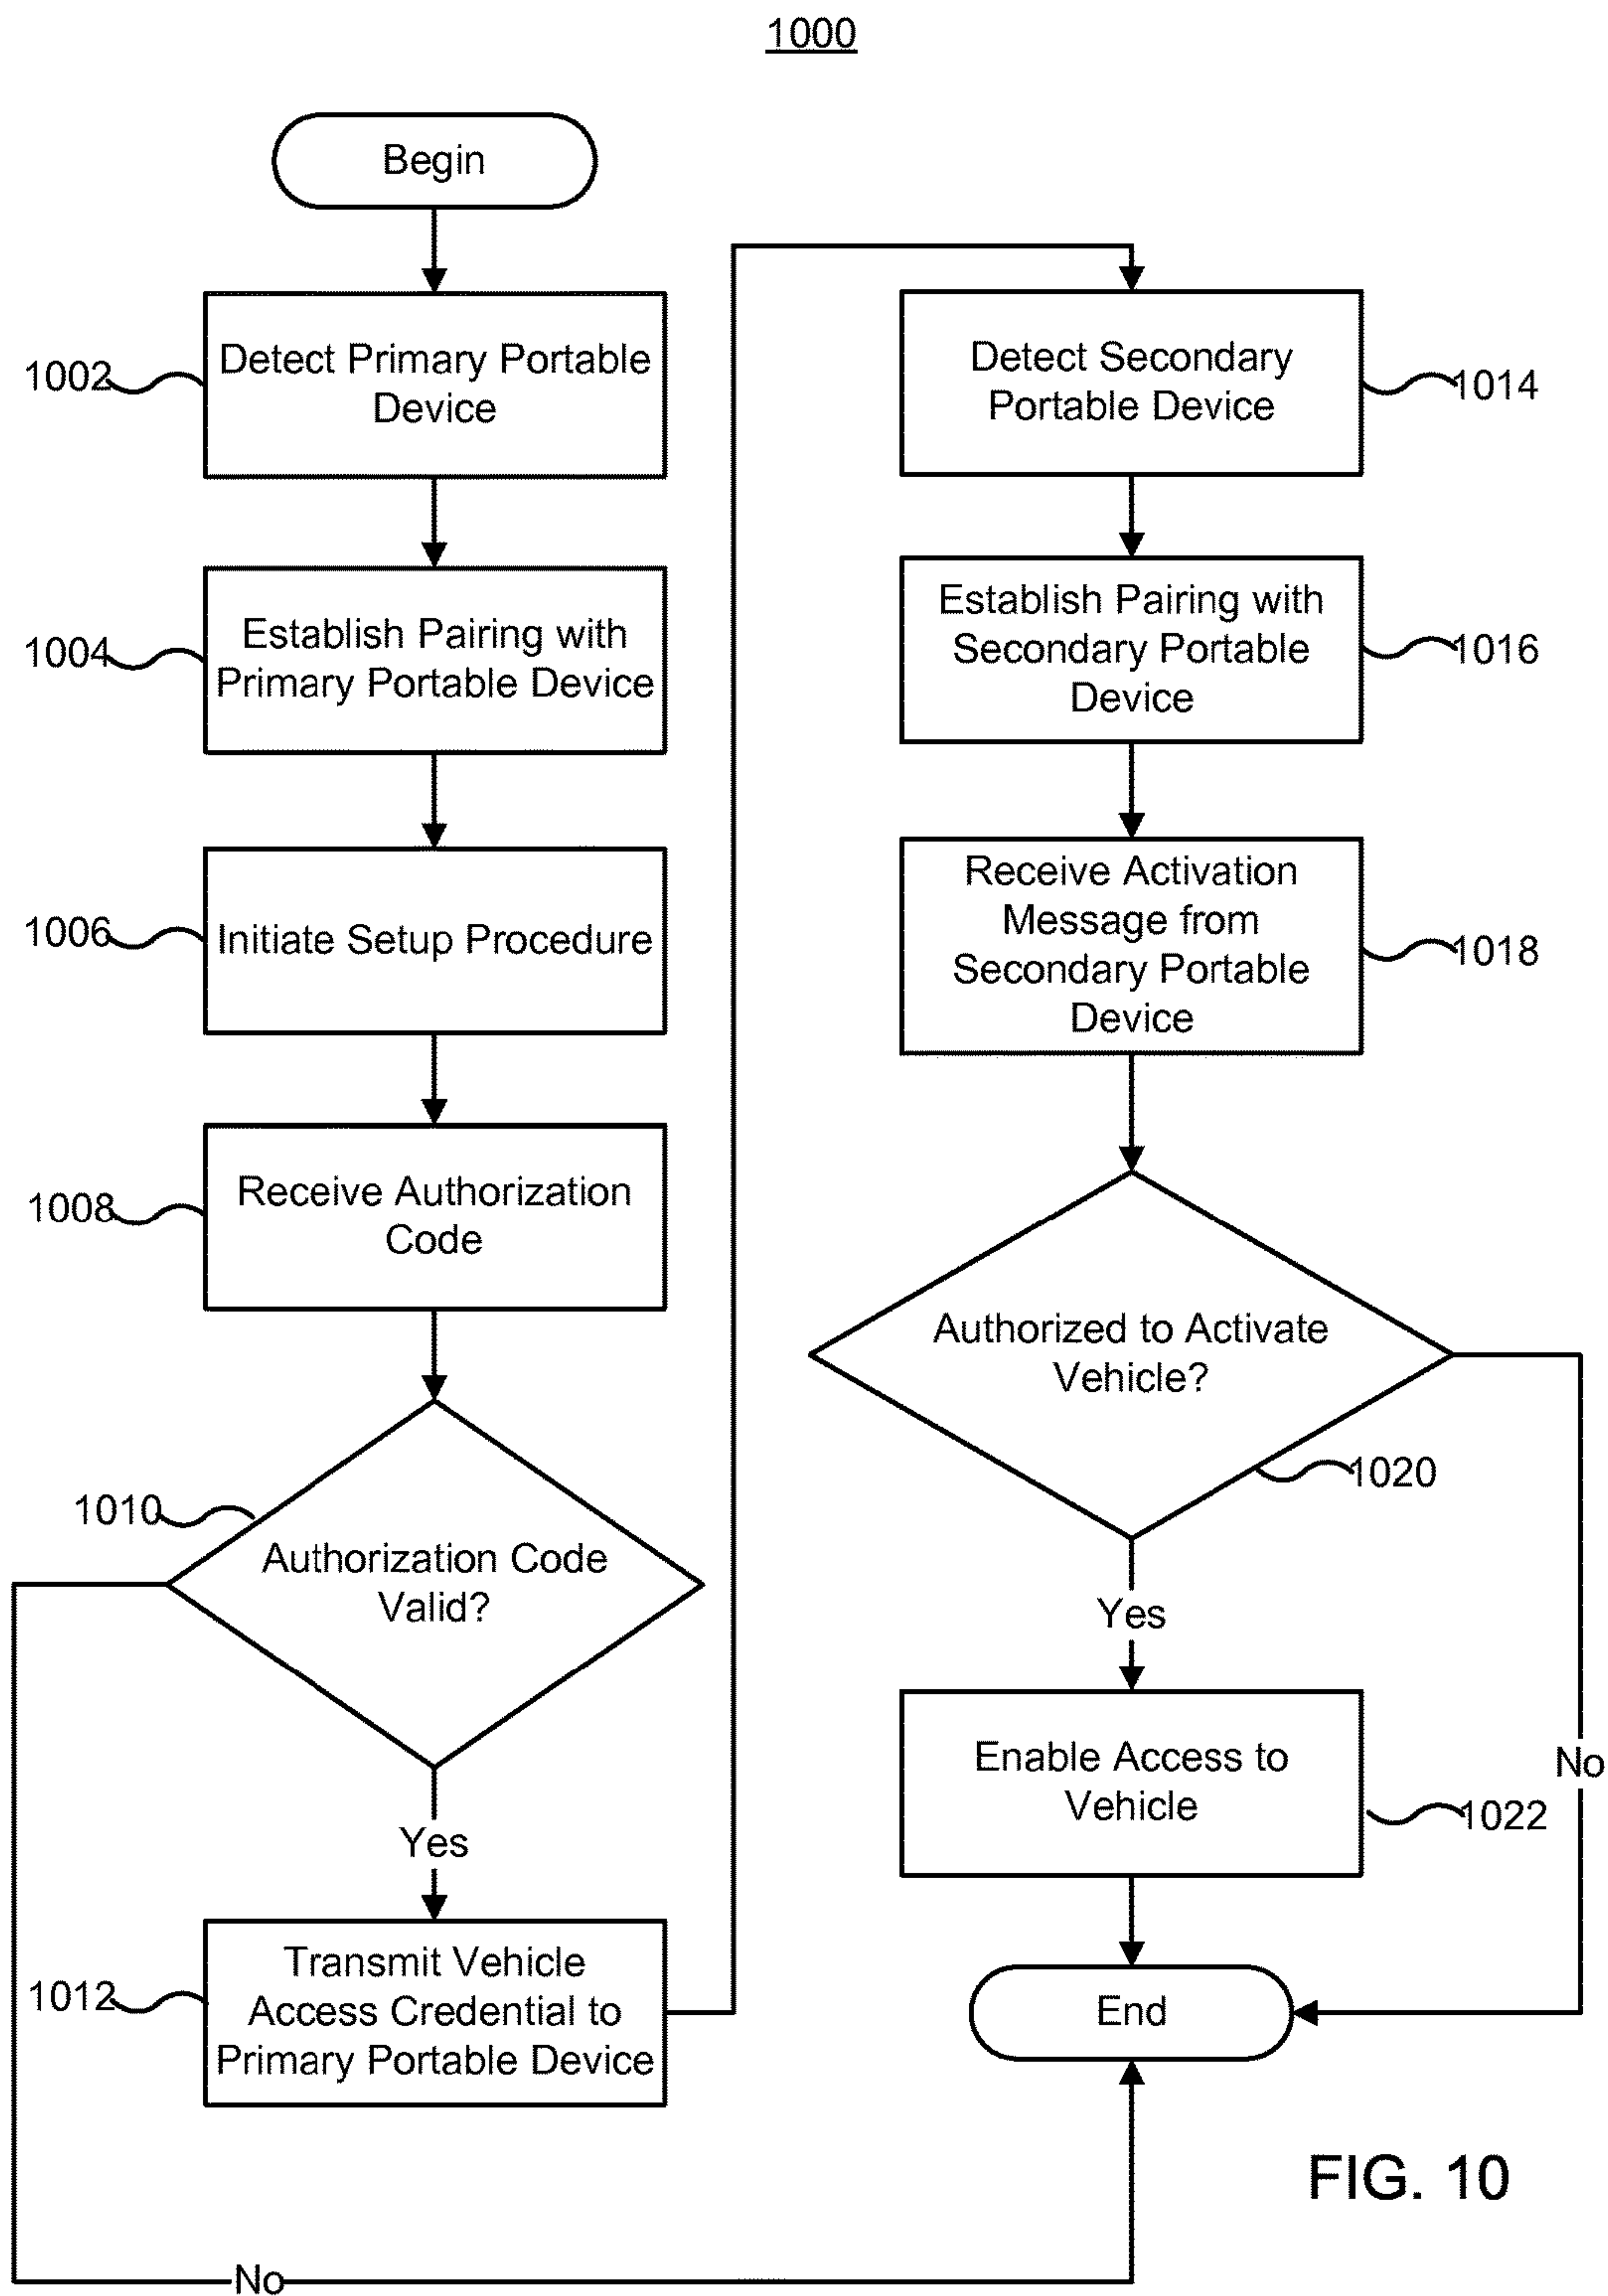 1000
Begin
1002
Detect Primary Portable
Device
1004
Establish Pairing with
Primary Portable Device
1006
Initiate Setup Procedure
1008
Receive Authorization
Code
1010
Authorization Code
Valid?
Yes
1012
Transmit Vehicle
Access Credential to
Primary Portable Device
No
Detect Secondary
Portable Device
1014
Establish Pairing with
Secondary Portable
Device
1016
Receive Activation
Message from
Secondary Portable
Device
1018
Authorized to Activate
Vehicle?
1020
Yes
Enable Access to
Vehicle
1022
No
End
FIG. 10